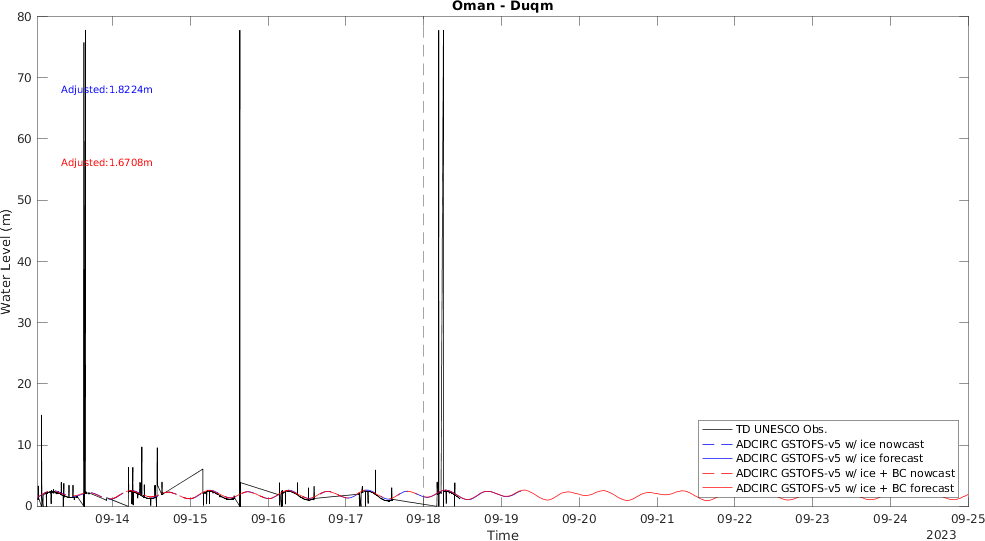 Oman - Duqm
80
70
60
50
40
30
20
10
0
Water Level (m)
Adjusted:1.8224m
Adjusted:1.6708m
TD UNESCO Obs.
ADCIRC GSTOFS-v5 w/ ice nowcast
ADCIRC GSTOFS-v5 w/ ice forecast
ADCIRC GSTOFS-v5 w/ ice + BC nowcast
ADCIRC GSTOFS-v5 w/ ice + BC forecast
09-14 09-15 09-16 09-17 09-18 09-19 09-20 09-21 09-22 09-23 09-24 09-25
Time
2023